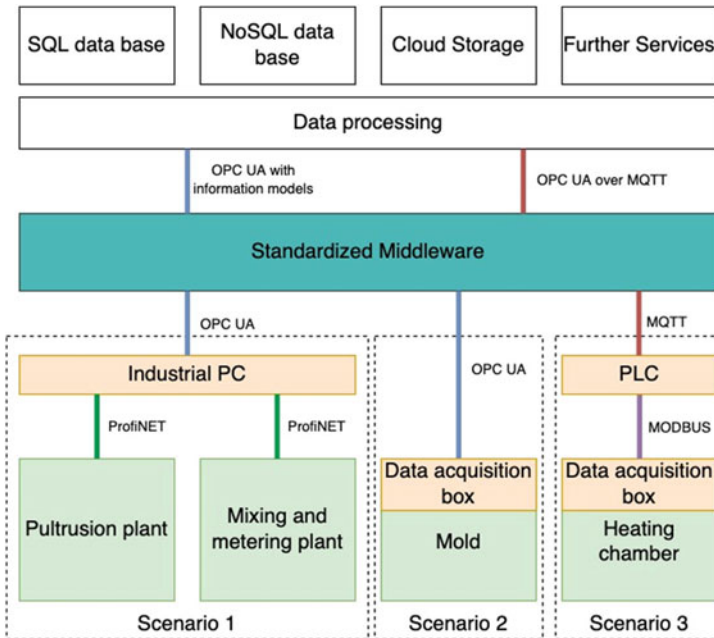 SQL data base
NoSQL data
base
Cloud Storage
Further Services
Data processing
OPC UA with
information models
OPC UA over MQTT
Standardized Middleware
OPC UA
MQTT
Industrial PC
OPC UA
PLC
ProfiNET
ProfiNET
MODBUS
Pultrusion plant
Mixing and
metering plant
Data acquisition
box
Mold
Data acquisition
box
Heating
chamber
Scenario 1
Scenario 2
Scenario 3